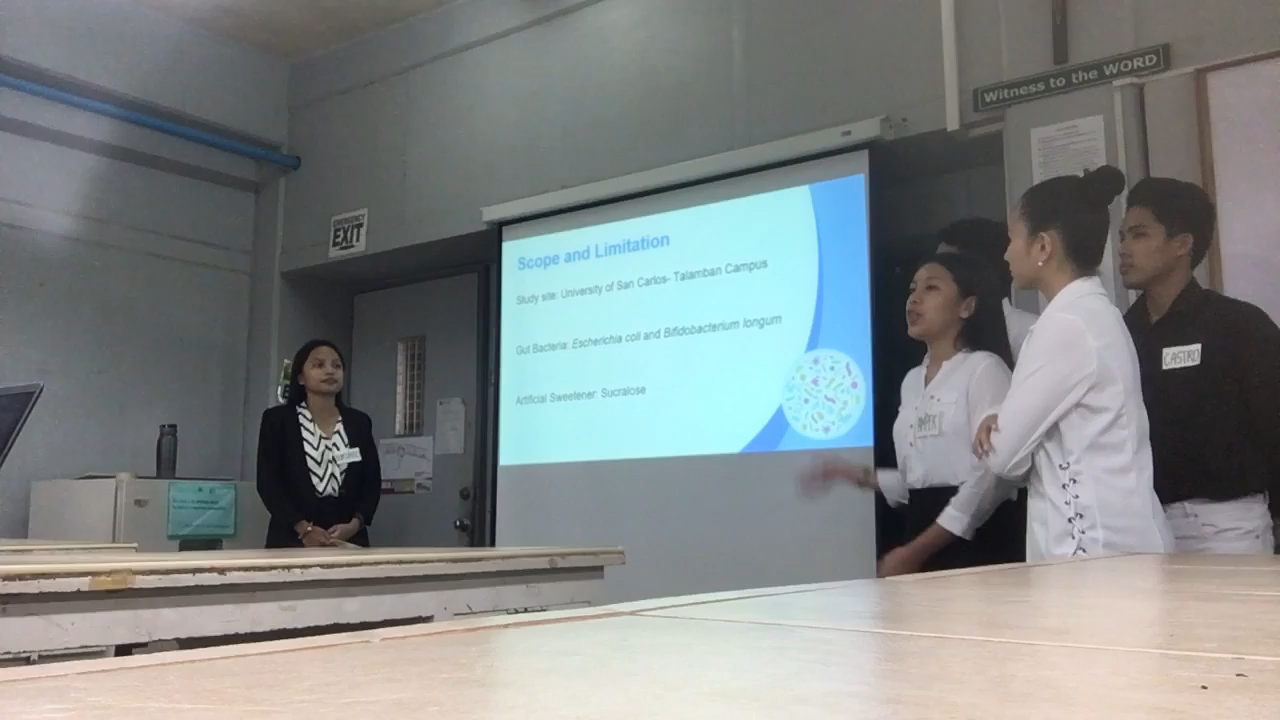 Witness to the WORD
EMERGENCY
EXIT
Scope and Limitation
Study site: University of San Carlos- Talamban Campus
Gut Bacteria: Escherichia coli and Bifidobacterium longum
Artificial Sweetener: Sucralose
CASTRO